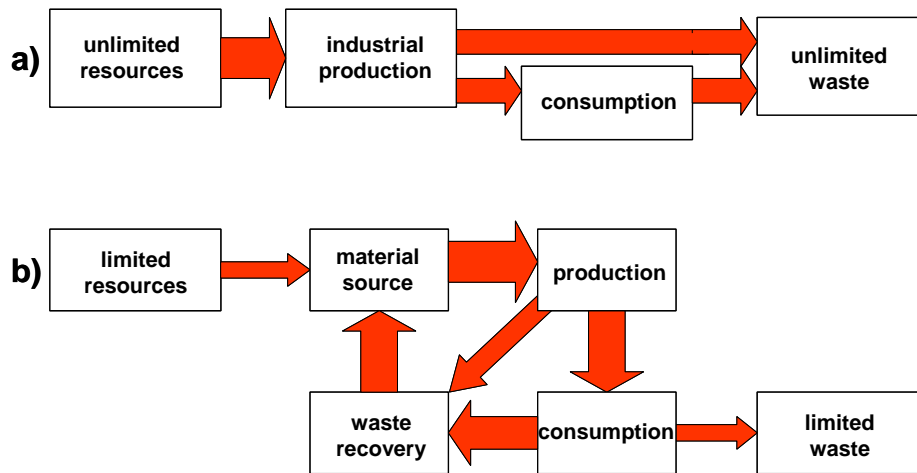 a)
unlimited
resources
industrial
production
consumption
unlimited
waste
b)
limited
resources
material
source
production
waste
recovery
consumption
limited
waste